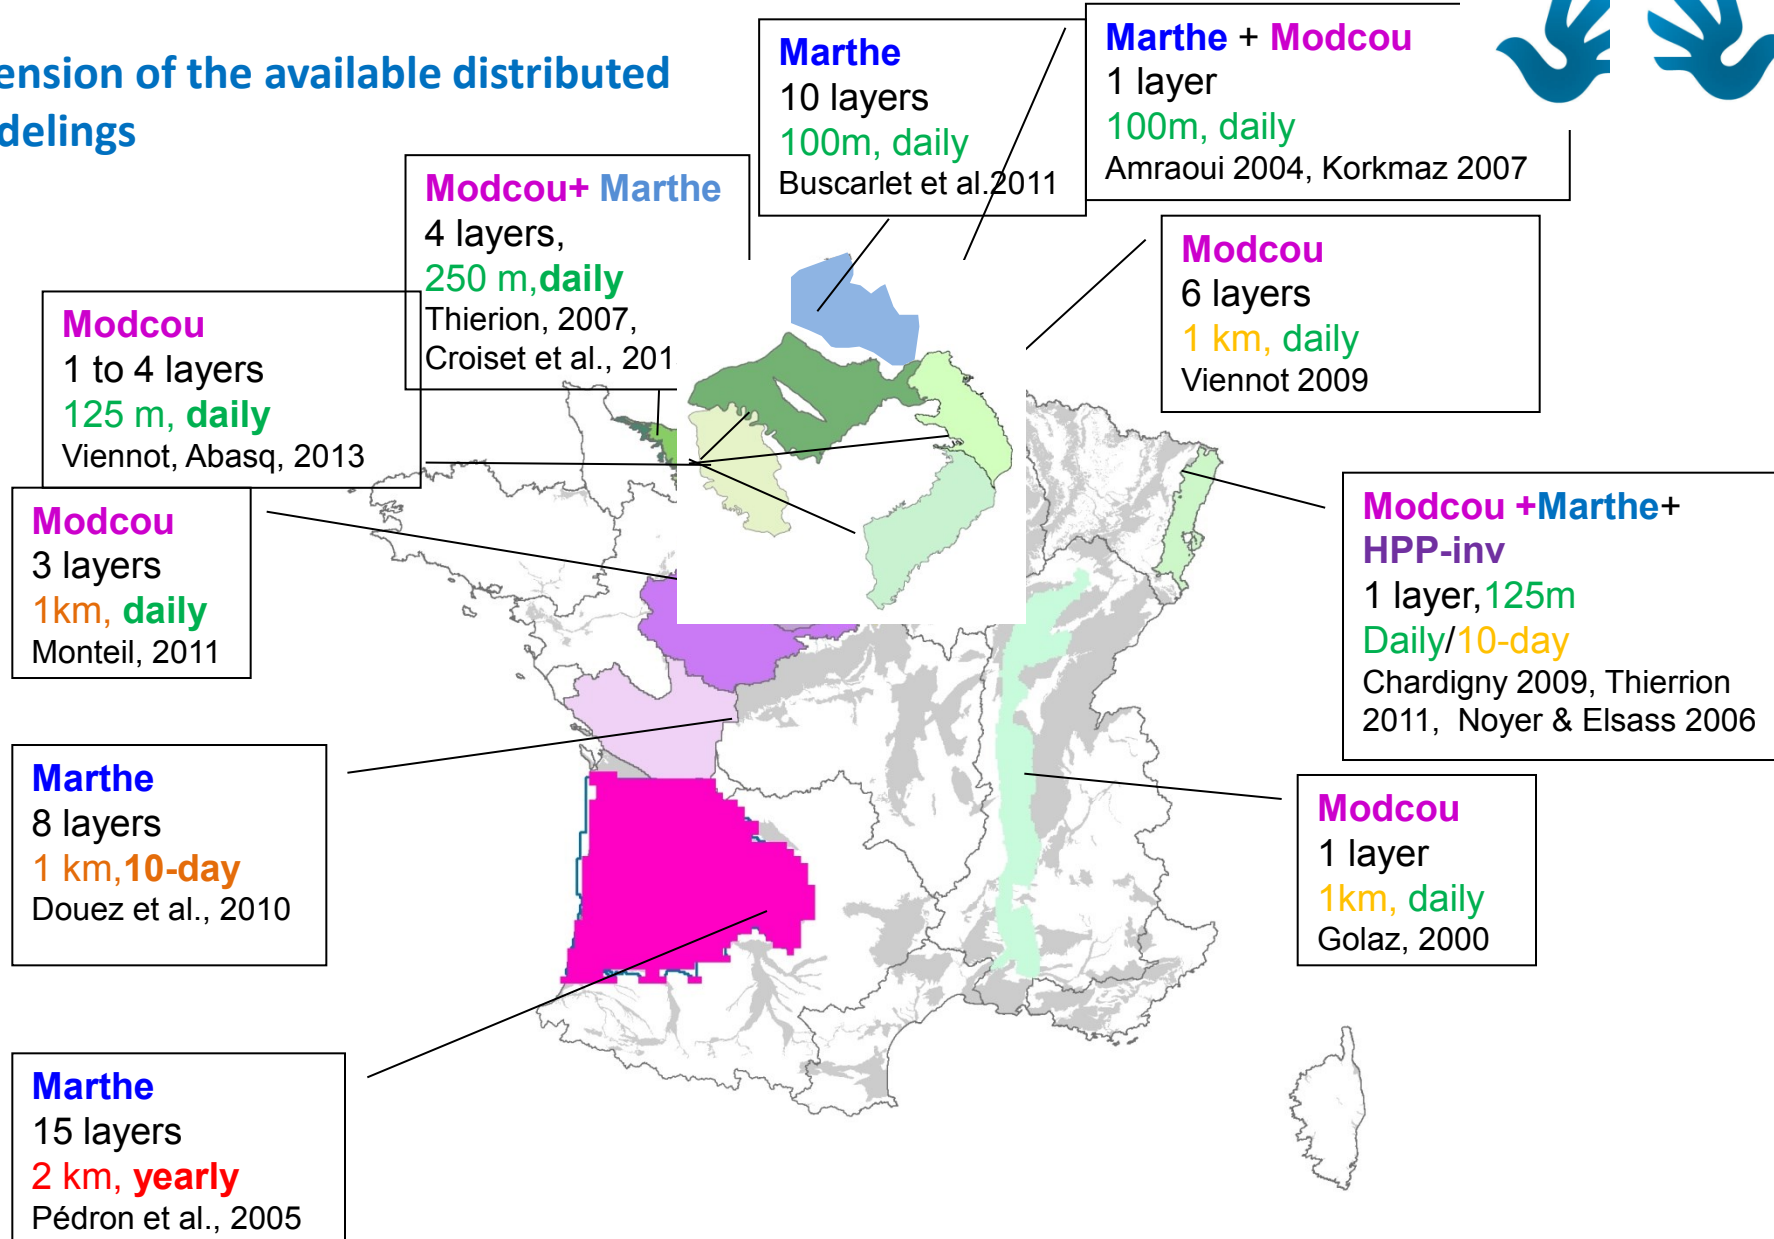 ension of the available distributed
delings
Marthe
10 layers
100m, daily
Buscarlet et al.2011
Marthe + Modcou
1 layer
100m, daily
Amraoui 2004, Korkmaz 2007
Modcou+ Marthe
4 layers,
250 m,daily
Thierion, 2007,
Croiset et al., 201
Modcou
6 layers
1 km, daily
Viennot 2009
Modcou
1 to 4 layers
125 m, daily
Viennot, Abasq, 2013
Modcou
3 layers
1km, daily
Monteil, 2011
Modcou +Marthe+
HPP-inv
1 layer,125m
Daily/10-day
Chardigny 2009, Thierrion
2011, Noyer & Elsass 2006
Marthe
8 layers
1 km,10-day
Douez et al., 2010
Modcou
1 layer
1km, daily
Golaz, 2000
Marthe
15 layers
2 km, yearly
Pédron et al., 2005